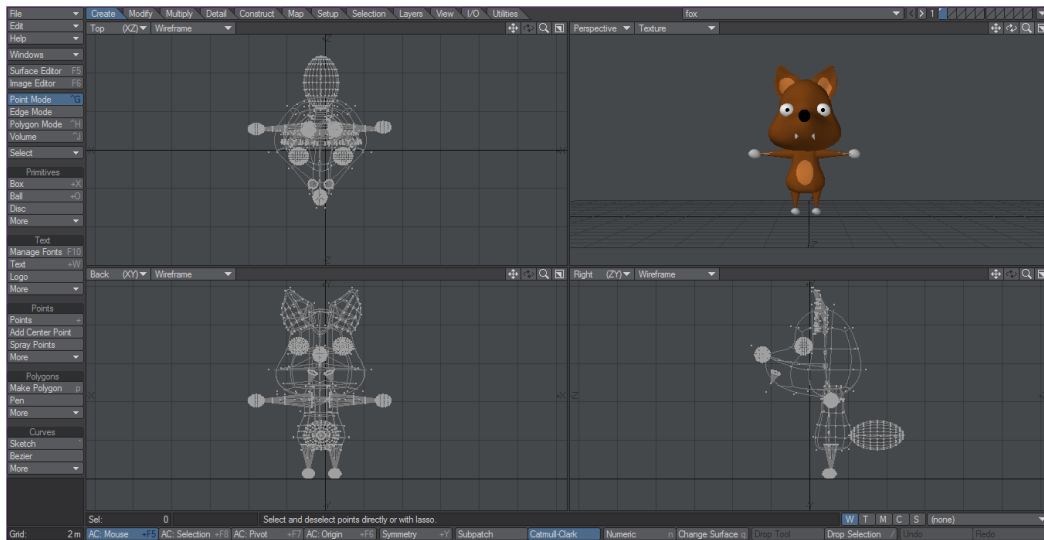 File Create Modify Multiply Detail Construct Map Setup Selection Layers View I/O Utilities fox 1
Edit Top (XZ) Wireframe Perspective Texture
Help
Windows
Surface Editor F5
Image Editor F6
Point Mode ^G
Edge Mode
Polygon Mode ^H
Volume ^J
Select
Primitives
Box +X
Ball +O
Disc
More
Text
Manage Fonts F10
Text +W
Logo
More
Back (XY) Wireframe Right (ZY) Wireframe
Points
Points +
Add Center Point
Spray Points
More
Polygons
Make Polygon p
Pen
More
Curves
Sketch
Bezier
More
Sel: 0 Select and deselect points directly or with lasso. W T M C S (none)
Grid: 2 m AC: Mouse +F5 AC: Selection +F8 AC: Pivot +F7 AC: Origin +F6 Symmetry +Y Subpatch Catmull-Clark Numeric n Change Surface q Drop Tool Drop Selection / Undo Redo